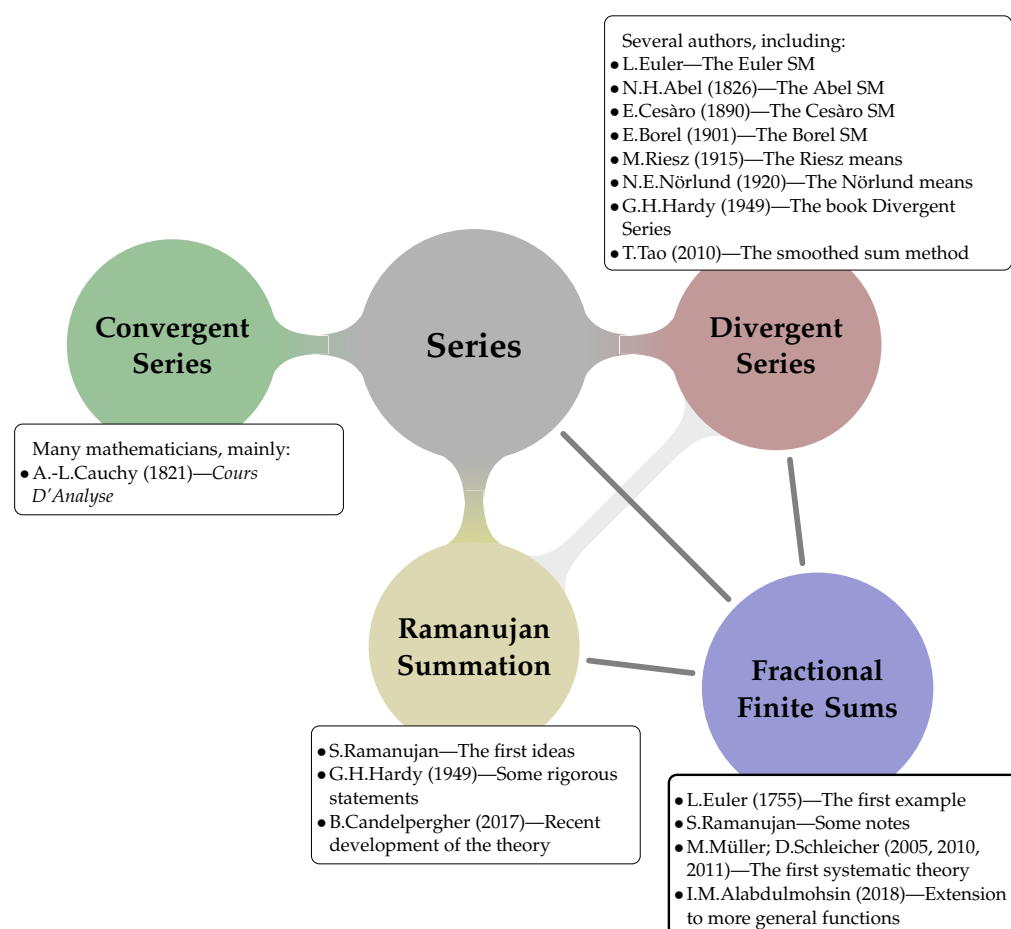 Several authors, including:
● L.Euler—The Euler SM
● N.H.Abel (1826)—The Abel SM
● E.Cesàro (1890)—The Cesàro SM
● E.Borel (1901)—The Borel SM
● M.Riesz (1915)—The Riesz means
● N.E.Nörlund (1920)—The Nörlund means
● G.H.Hardy (1949)—The book Divergent
Series
● T.Tao (2010)—The smoothed sum method
Convergent
Series
Series
Divergent
Series
Many mathematicians, mainly:
● A.-L.Cauchy (1821)—Cours
D'Analyse
Ramanujan
Summation
Fractional
Finite Sums
● S.Ramanujan—The first ideas
● G.H.Hardy (1949)—Some rigorous
statements
● B.Candelpergher (2017)—Recent
development of the theory
● L.Euler (1755)—The first example
● S.Ramanujan—Some notes
● M.Müller; D.Schleicher (2005, 2010,
2011)—The first systematic theory
● I.M.Alabdulmohsin (2018)—Extension
to more general functions